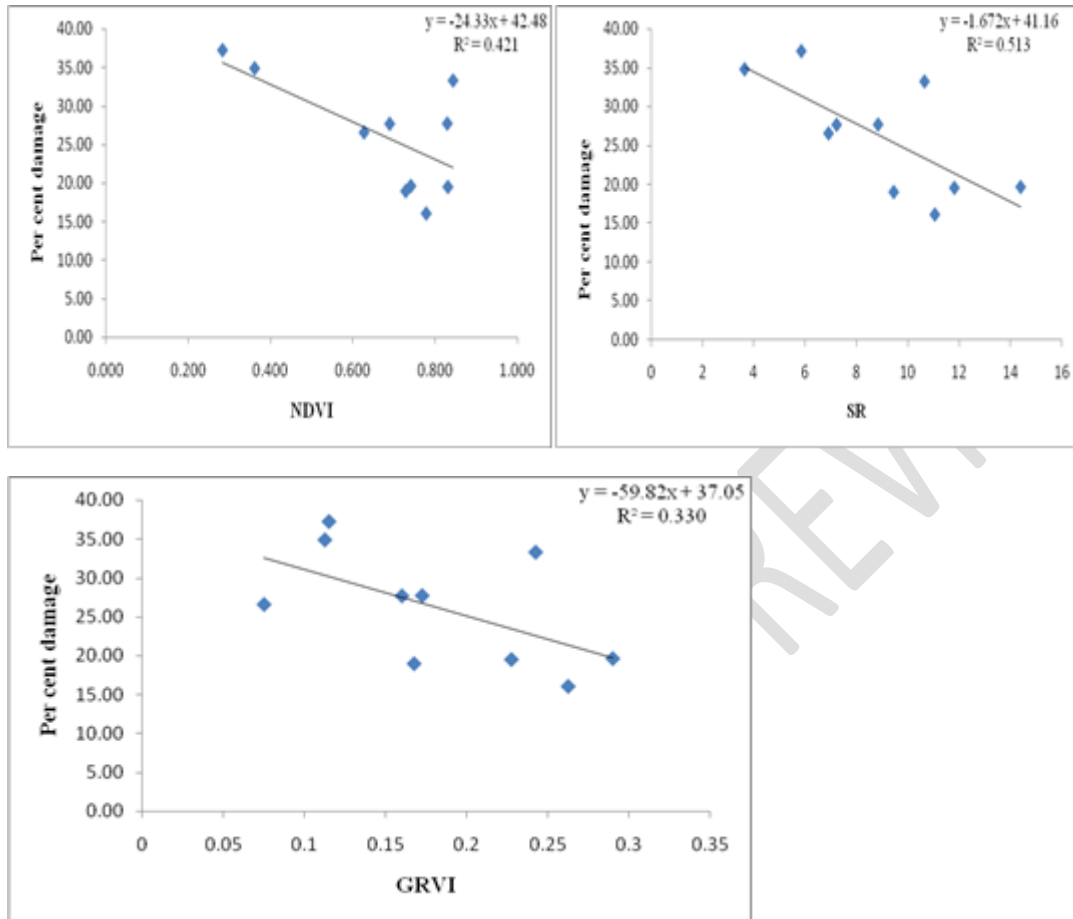 y = -24.33x + 42.48
R² = 0.421
40.00
35.00
30.00
25.00
20.00
15.00
10.00
5.00
0.00
Per cent damage
0.000 0.200 0.400 0.600 0.800 1.000
NDVI
y = -1.672x + 41.16
R² = 0.513
40.00
35.00
30.00
25.00
20.00
15.00
10.00
5.00
0.00
Per cent damage
0 2 4 6 8 10 12 14 16
SR
y = -59.82x + 37.05
R² = 0.330
40.00
35.00
30.00
25.00
20.00
15.00
10.00
5.00
0.00
Per cent damage
0 0.05 0.1 0.15 0.2 0.25 0.3 0.35
GRVI
REV